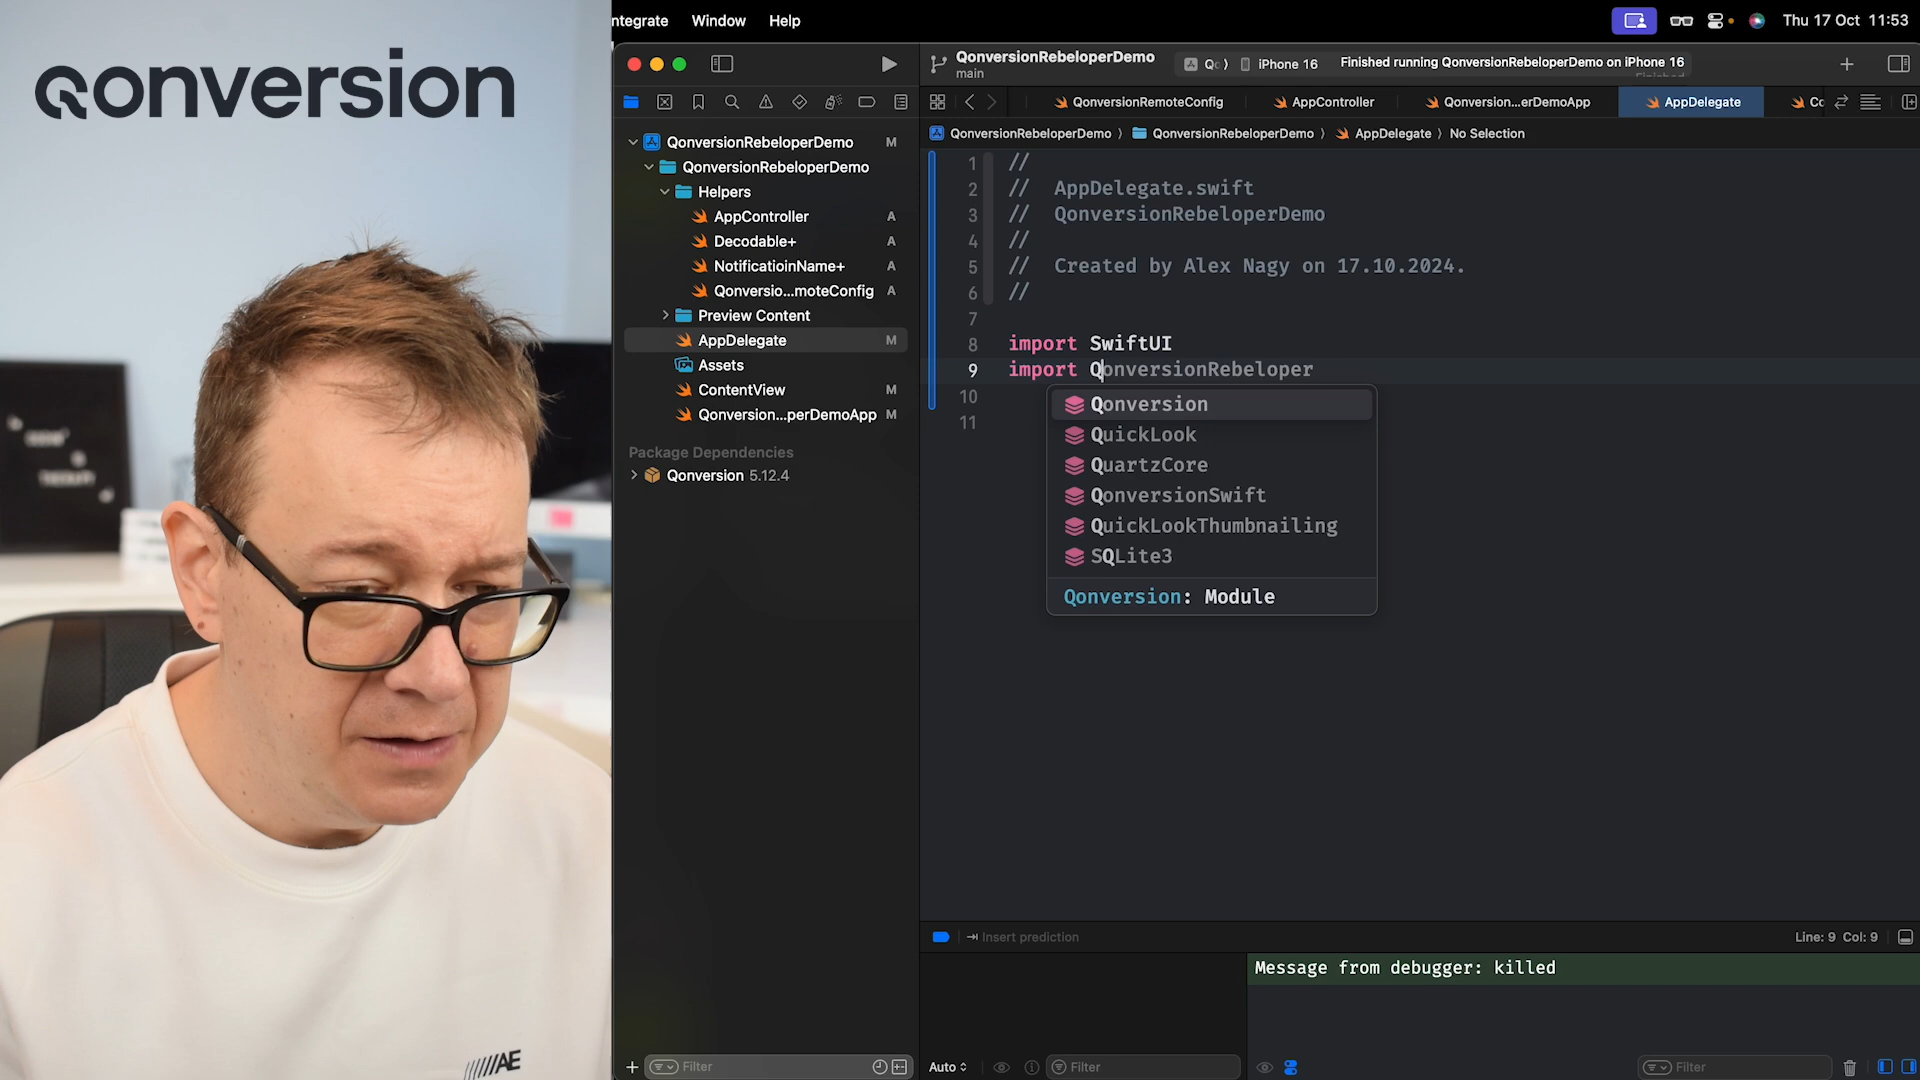 Qonversion
ntegrate Window Help
Thu 17 Oct 11:53
QonversionRebeloperDemo
main
iPhone 16
Finished running QonversionRebeloperDemo on iPhone 16
QonversionRemoteConfig AppController Qonversion...erDemoApp AppDelegate Cc
QonversionRebeloperDemo QonversionRebeloperDemo AppDelegate No Selection
QonversionRebeloperDemo M
QonversionRebeloperDemo
Helpers
AppController A
Decodable+ A
NotificatioinName+ A
Qonversio...moteConfig A
Preview Content
AppDelegate M
Assets
ContentView M
Qonversion...perDemoApp M
Package Dependencies
Qonversion 5.12.4
1 //
2 // AppDelegate.swift
3 // QonversionRebeloperDemo
4 //
5 // Created by Alex Nagy on 17.10.2024.
6 //
7
8 import SwiftUI
9 import QonversionRebeloper
10
11
Qonversion
QuickLook
QuartzCore
QonversionSwift
QuickLookThumbnailing
SQLite3
Qonversion: Module
Insert prediction
Line: 9 Col: 9
Message from debugger: killed
Filter
Auto
Filter
Filter
AE